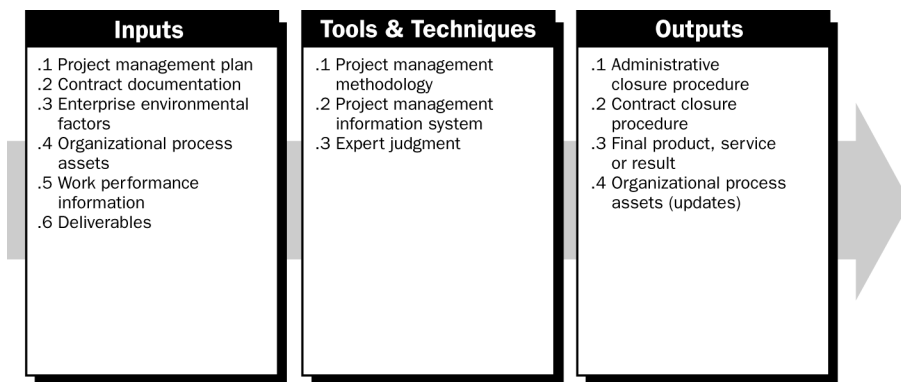 Inputs
.1 Project management plan
.2 Contract documentation
.3 Enterprise environmental
factors
.4 Organizational process
assets
.5 Work performance
information
.6 Deliverables
Tools & Techniques
.1 Project management
methodology
.2 Project management
information system
.3 Expert judgment
Outputs
.1 Administrative
closure procedure
.2 Contract closure
procedure
.3 Final product, service
or result
.4 Organizational process
assets (updates)